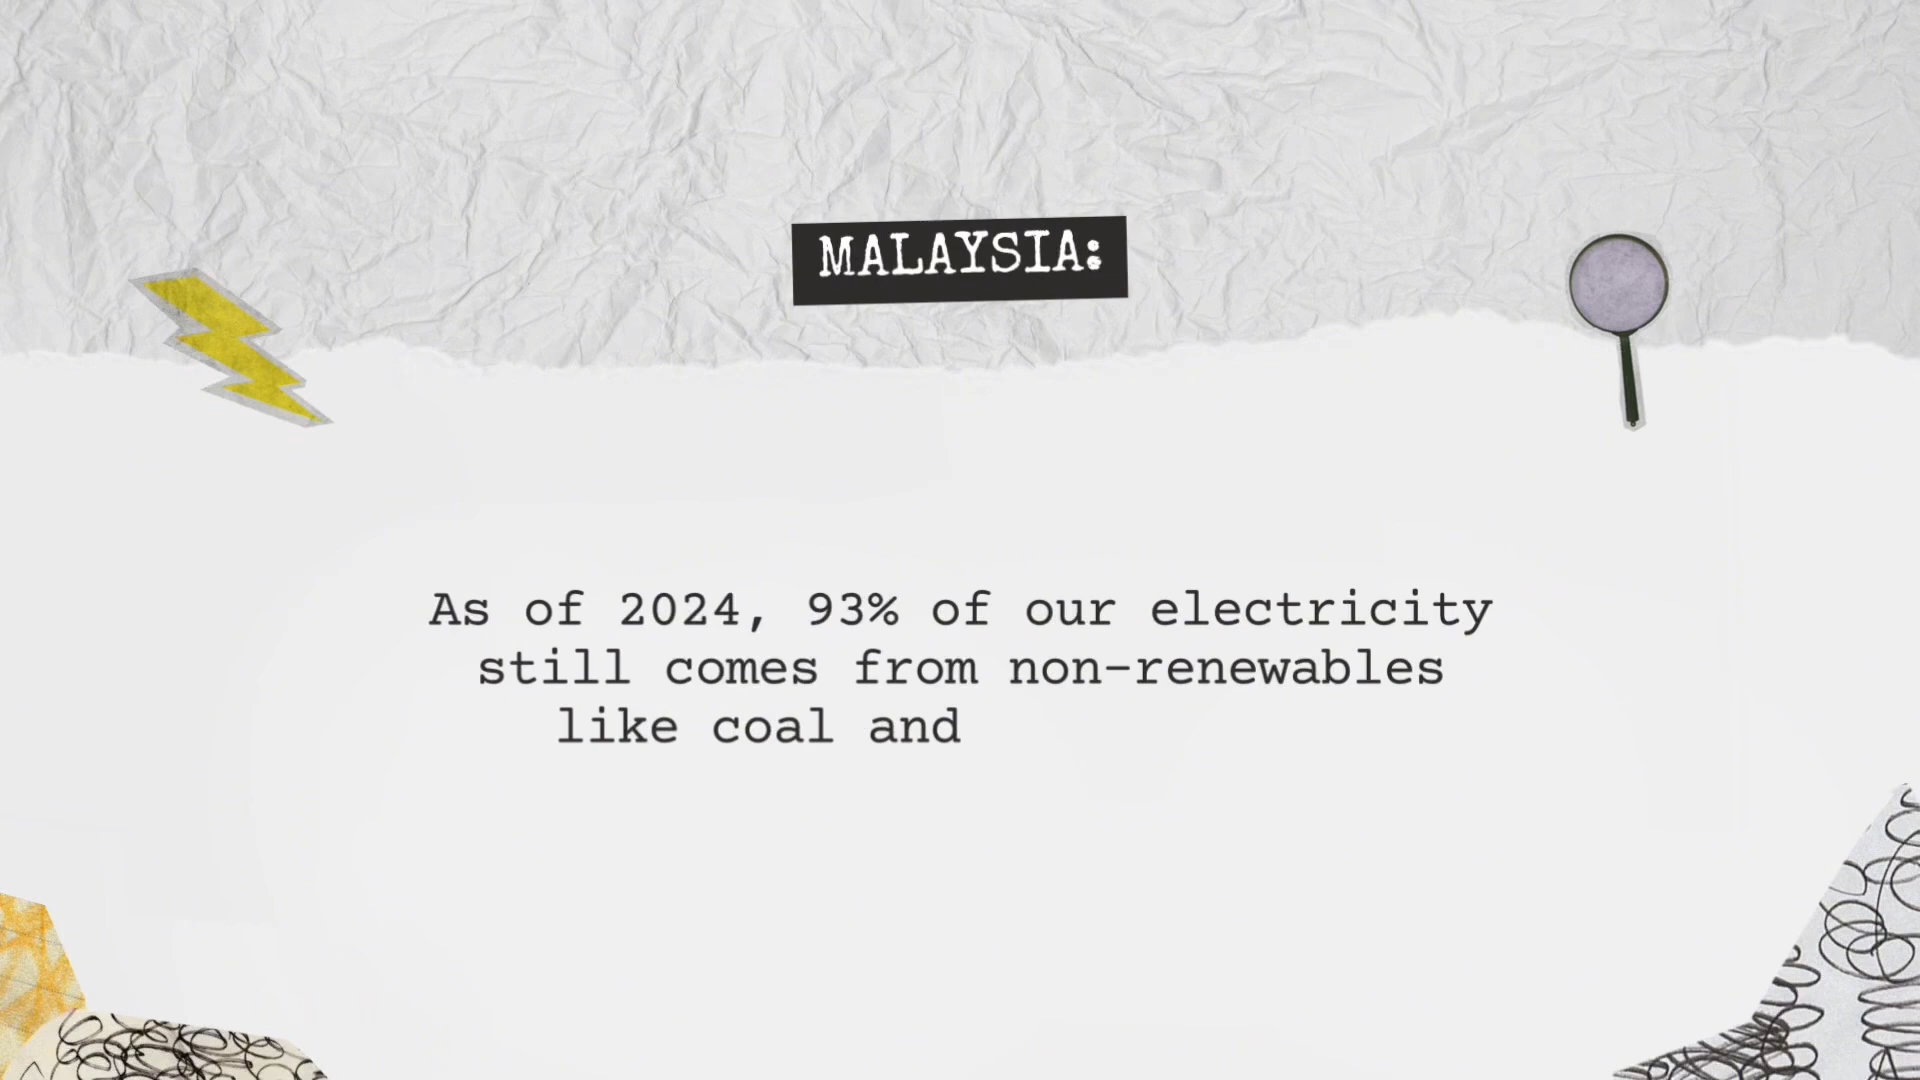 MALAYSIA:
As of 2024, 93% of our electricity
still comes from non-renewables
like coal and